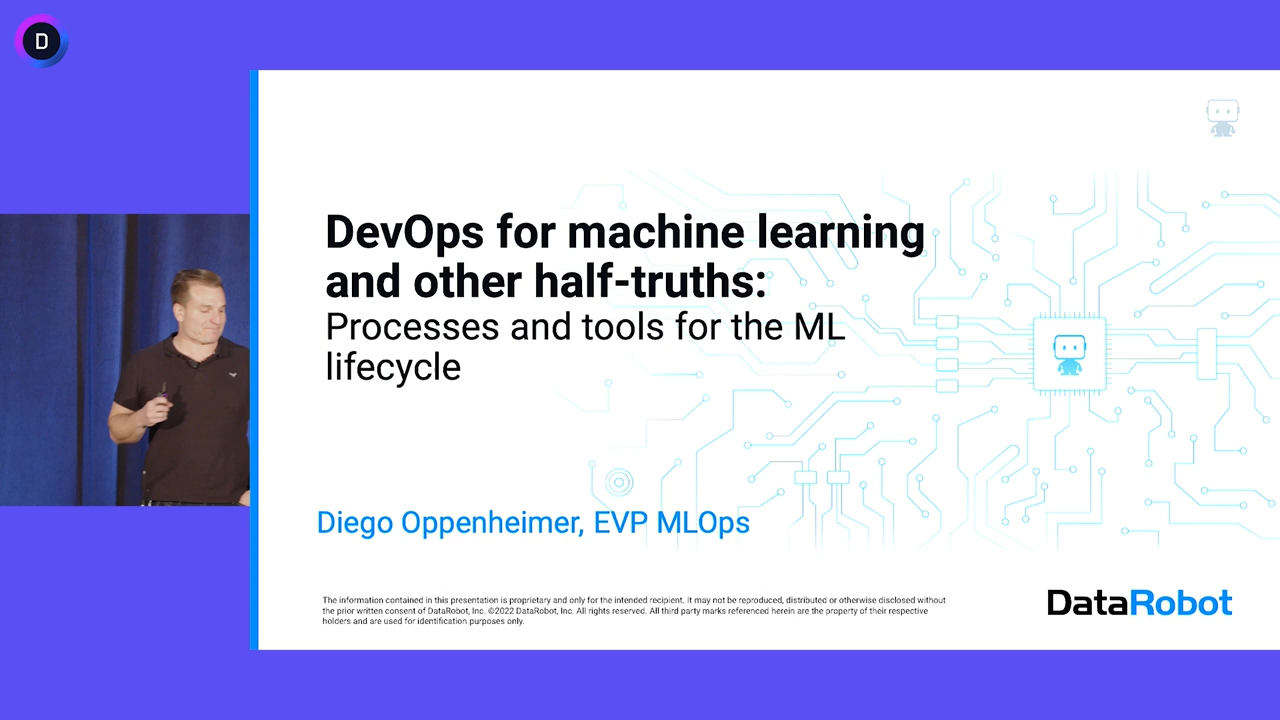 D
DevOps for machine learning
and other half-truths:
Processes and tools for the ML
lifecycle
Diego Oppenheimer, EVP MLOps
The information contained in this presentation is proprietary and only for the intended recipient. It may not be reproduced, distributed or otherwise disclosed without
the prior written consent of DataRobot, Inc. ©2022 DataRobot, Inc. All rights reserved. All third party marks referenced herein are the property of their respective
holders and are used for identification purposes only.
DataRobot